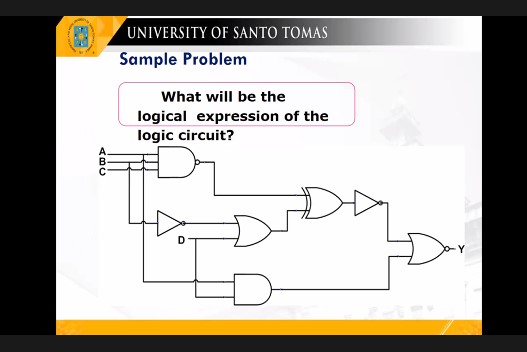 UNIVERSITY OF SANTO TOMAS
Sample Problem
What will be the
logical expression of the
logic circuit?
A
B
C
D
Y